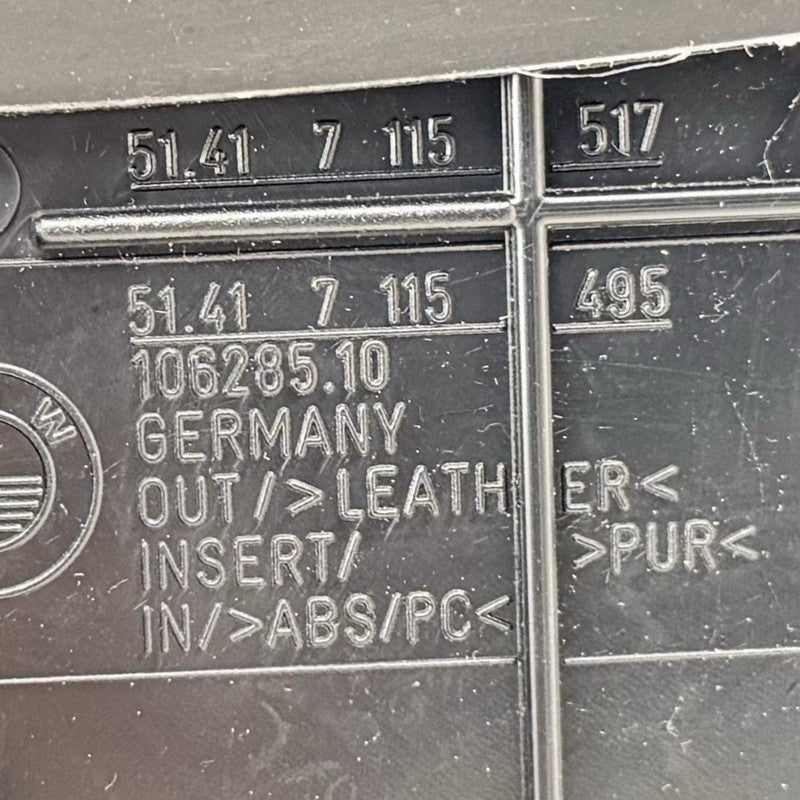 51.41 7 115 517
51.41 7 115 495
106285.10
GERMANY
OUT/>LEATHER<
INSERT/ >PUR<
IN/>ABS/PC<
W